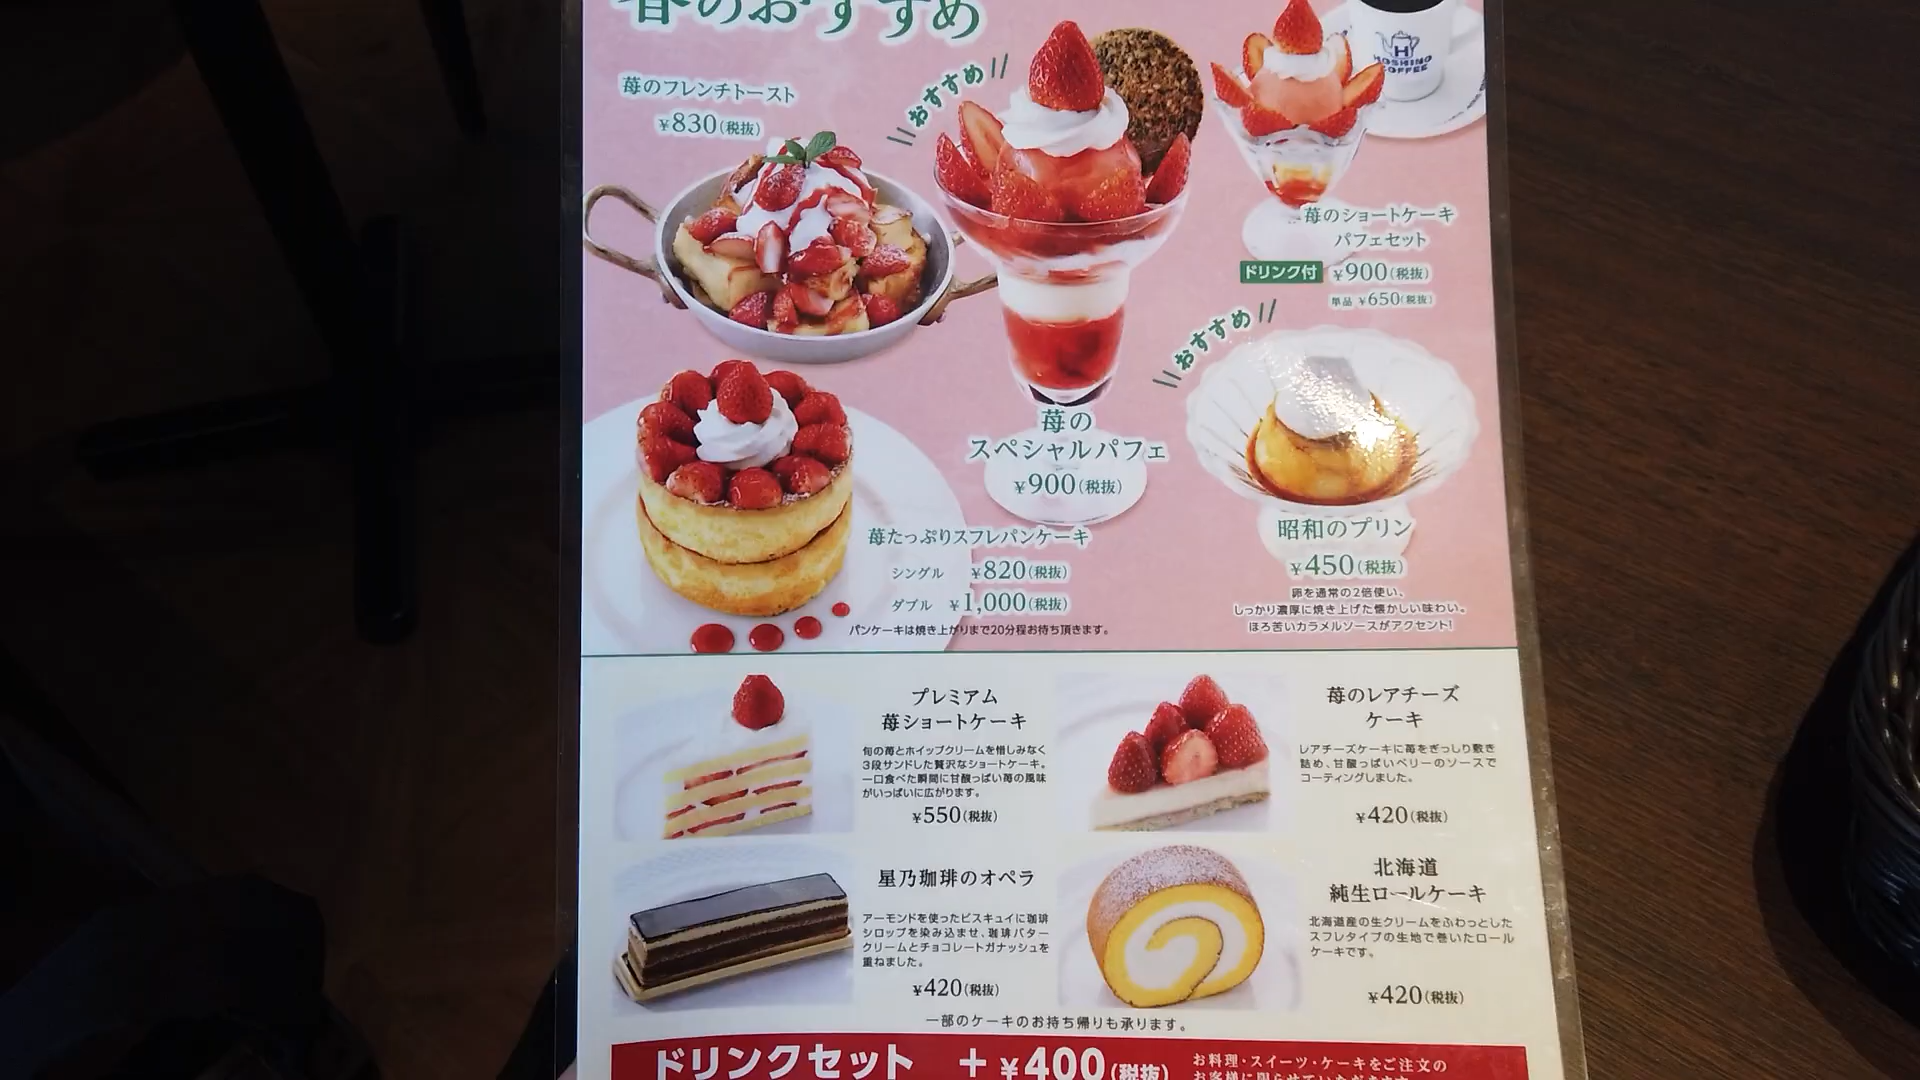 春のおすすめ
苺のフレンチトースト
¥830(税抜)
おすすめ
H
HOSHINO
COFFEE
苺のショートケーキ
パフェセット
ドリンク付 ¥900(税抜)
単品 ¥650(税抜)
おすすめ
苺の
スペシャルパフェ
¥900(税抜)
昭和のプリン
¥450(税抜)
卵を通常の2倍使い、
しっかり濃厚に焼き上げた懐かしい味わい。
ほろ苦いカラメルソースがアクセント!
苺たっぷりスフレパンケーキ
シングル ¥820(税抜)
ダブル ¥1,000(税抜)
パンケーキは焼き上がりまで20分程お待ち頂きます。
プレミアム
苺ショートケーキ
旬の苺とホイップクリームを惜しみなく
3段サンドした贅沢なショートケーキ。
一口食べた瞬間に甘酸っぱい苺の風味
がいっぱいに広がります。
¥550(税抜)
苺のレアチーズ
ケーキ
レアチーズケーキに苺をぎっしり敷き
詰め、甘酸っぱいベリーのソースで
コーティングしました。
¥420(税抜)
星乃珈琲のオペラ
アーモンドを使ったビスキュイに珈琲
シロップを染み込ませ、珈琲バター
クリームとチョコレートガナッシュを
重ねました。
¥420(税抜)
北海道
純生ロールケーキ
北海道産の生クリームをふわっとした
スフレタイプの生地で巻いたロール
ケーキです。
¥420(税抜)
一部のケーキのお持ち帰りも承ります。
ドリンクセット +¥400(税抜)
お料理・スイーツ・ケーキをご注文の
お客様に限らせていただきます。